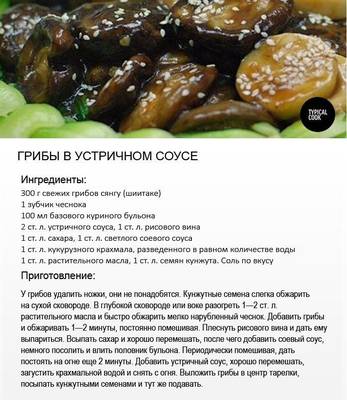 TYPICAL
COOK
ГРИБЫ В УСТРИЧНОМ СОУСЕ
Ингредиенты:
300 г свежих грибов сянгу (шиитаке)
1 зубчик чеснока
100 мл базового куриного бульона
2 ст. л. устричного соуса, 1 ст. л. рисового вина
1 ст. л. сахара, 1 ст. л. светлого соевого соуса
1 ст. л. кукурузного крахмала, разведенного в равном количестве воды
1 ст. л. растительного масла, 1 ст. л. семян кунжута. Соль по вкусу
Приготовление:
У грибов удалить ножки, они не понадобятся. Кунжутные семена слегка обжарить
на сухой сковороде. В глубокой сковороде или воке разогреть 1—2 ст. л.
растительного масла и быстро обжарить мелко нарубленный чеснок. Добавить грибы
и обжаривать 1—2 минуты, постоянно помешивая. Плеснуть рисового вина и дать ему
выпариться. Всыпать сахар и хорошо перемешать, после чего добавить соевый соус,
немного посолить и влить половник бульона. Периодически помешивая, дать
постоять на огне еще 2 минуты. Добавить устричный соус, хорошо перемешать,
загустить крахмальной водой и снять с огня. Выложить грибы в центр тарелки,
посыпать кунжутными семенами и тут же подавать.